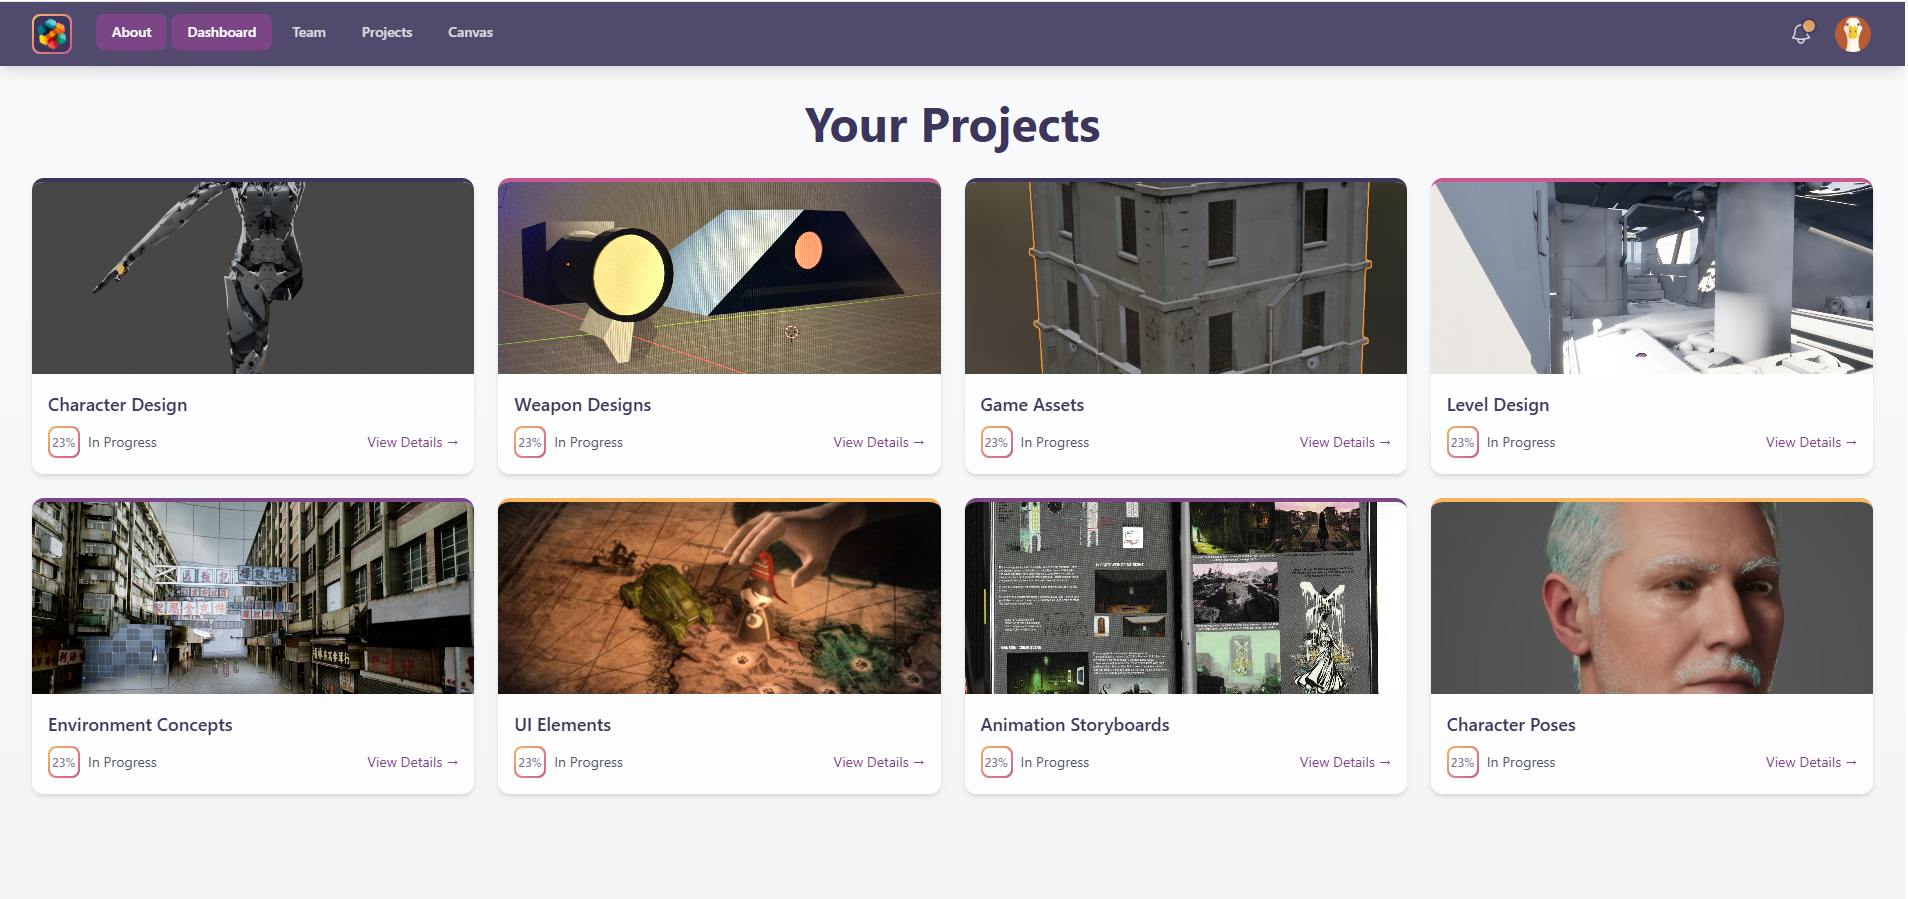 About Dashboard Team Projects Canvas
Your Projects
Character Design
23% In Progress View Details →
Weapon Designs
23% In Progress View Details →
Game Assets
23% In Progress View Details →
Level Design
23% In Progress View Details →
Environment Concepts
23% In Progress View Details →
UI Elements
23% In Progress View Details →
Animation Storyboards
23% In Progress View Details →
Character Poses
23% In Progress View Details →